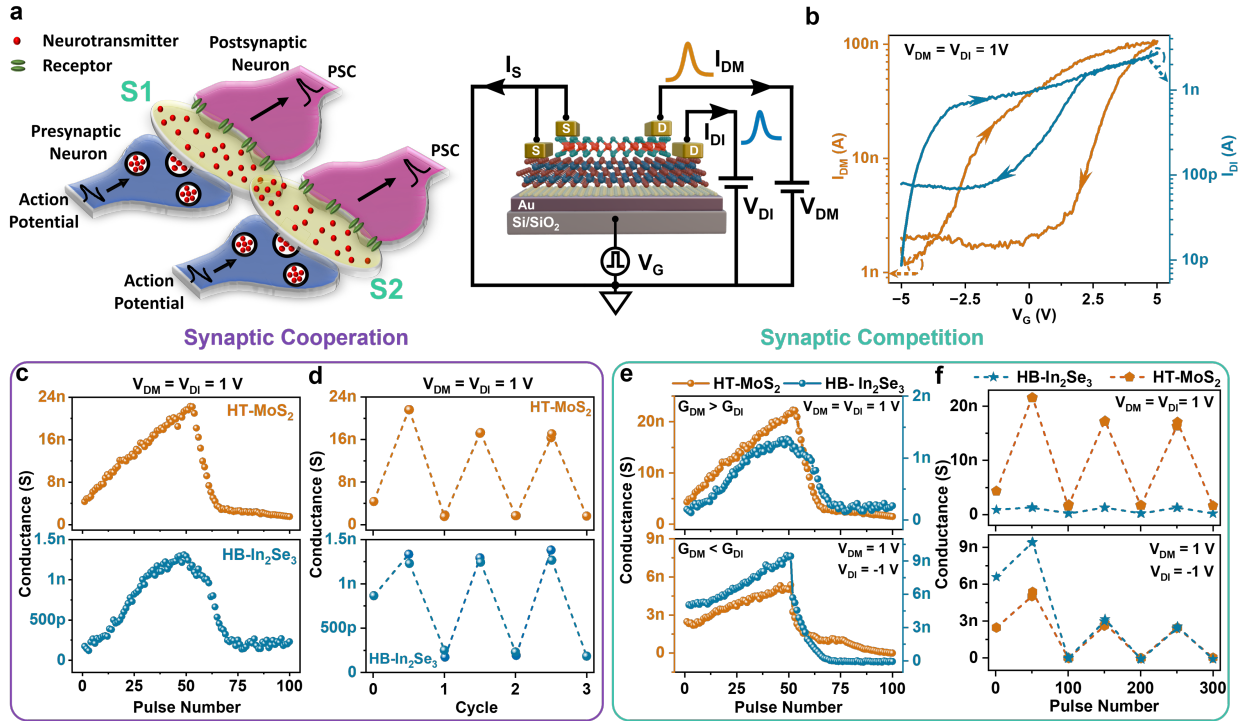 a
Neurotransmitter
Receptor
Postsynaptic
Neuron
PSC
S1
Presynaptic
Neuron
PSC
Action
Potential
Action
Potential
S2
I_S
I_DM
I_DI
S
D
S
D
Au
Si/SiO₂
V_DI
V_DM
V_G
b
V_DM = V_DI = 1V
100n
10n
1n
I_DM (A)
1n
100p
10p
I_DI (A)
−5
−2.5
0
2.5
5
V_G (V)
Synaptic Cooperation
Synaptic Competition
c
V_DM = V_DI = 1 V
HT-MoS₂
24n
16n
8n
0
Conductance (S)
HB-In₂Se₃
1.5n
1n
500p
0
0
25
50
75
100
Pulse Number
d
V_DM = V_DI = 1 V
HT-MoS₂
24n
16n
8n
0
Conductance (S)
1.5n
1n
500p
0
HB-In₂Se₃
0
1
2
3
Cycle
e
HT-MoS₂
HB- In₂Se₃
G_DM > G_DI
V_DM = V_DI = 1 V
20n
10n
0
2n
1n
0
Conductance (S)
G_DM < G_DI
V_DM = 1 V
V_DI = -1 V
9n
6n
3n
0
9n
6n
3n
0
0
25
50
75
100
Pulse Number
f
HB-In₂Se₃
HT-MoS₂
V_DM = V_DI= 1 V
20n
10n
0
Conductance (S)
V_DM = 1 V
V_DI = -1 V
9n
6n
3n
0
0
100
200
300
Pulse Number